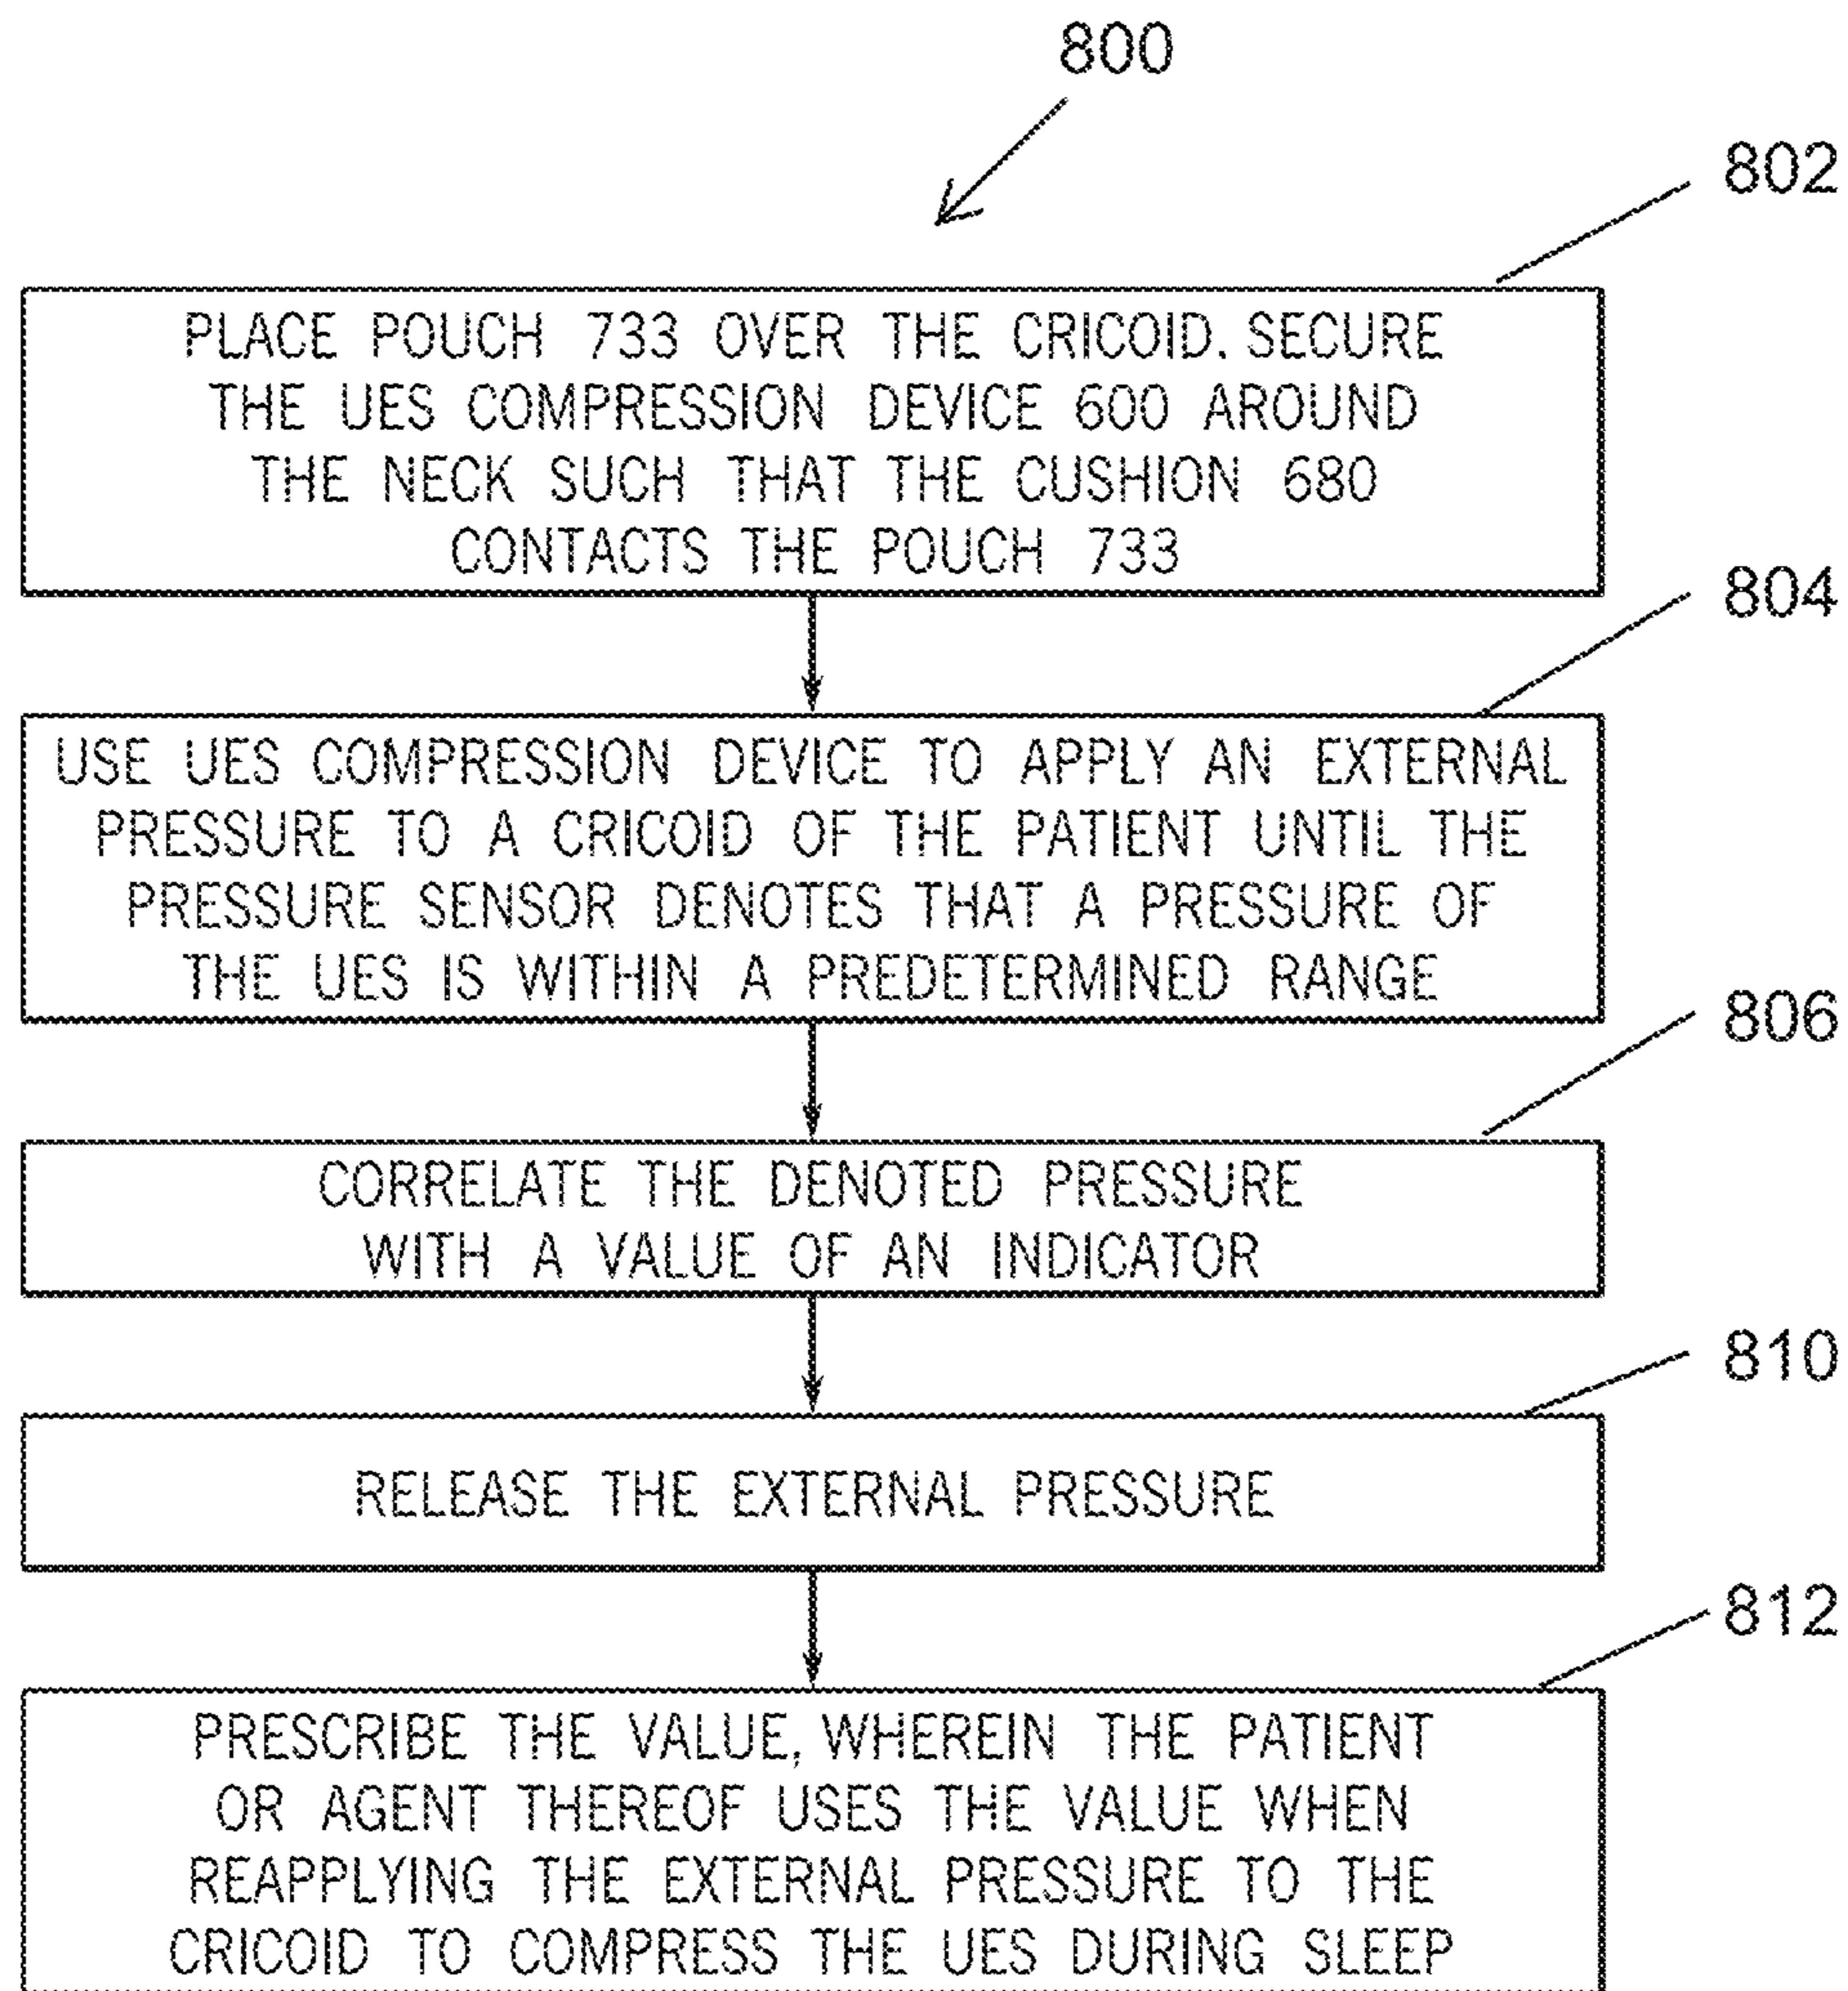 800
802
PLACE POUCH 733 OVER THE CRICOID. SECURE
THE UES COMPRESSION DEVICE 600 AROUND
THE NECK SUCH THAT THE CUSHION 680
CONTACTS THE POUCH 733
804
USE UES COMPRESSION DEVICE TO APPLY AN EXTERNAL
PRESSURE TO A CRICOID OF THE PATIENT UNTIL THE
PRESSURE SENSOR DENOTES THAT A PRESSURE OF
THE UES IS WITHIN A PREDETERMINED RANGE
806
CORRELATE THE DENOTED PRESSURE
WITH A VALUE OF AN INDICATOR
810
RELEASE THE EXTERNAL PRESSURE
812
PRESCRIBE THE VALUE, WHEREIN THE PATIENT
OR AGENT THEREOF USES THE VALUE WHEN
REAPPLYING THE EXTERNAL PRESSURE TO THE
CRICOID TO COMPRESS THE UES DURING SLEEP